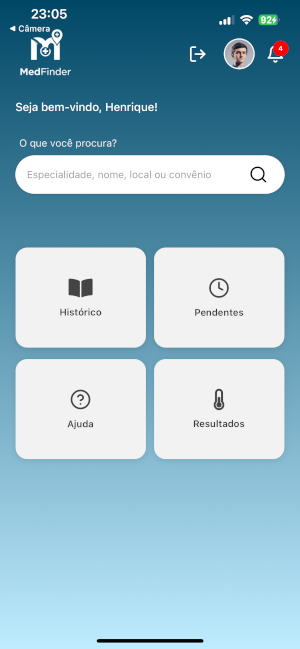 23:05
92
Câmera
4
MedFinder
Seja bem-vindo, Henrique!
O que você procura?
Especialidade, nome, local ou convênio
Histórico
Pendentes
Ajuda
Resultados